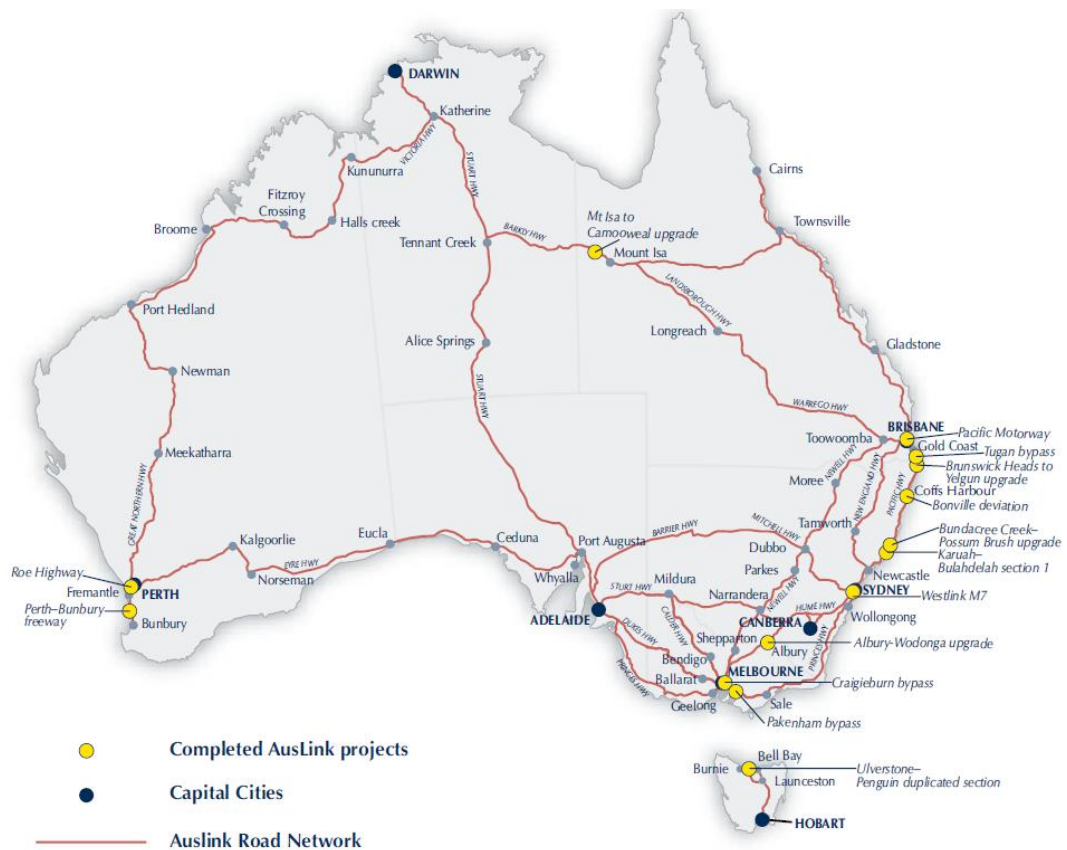 DARWIN
Katherine
VICTORIA HWY
STUART HWY
Kununurra
Cairns
Fitzroy
Crossing
Halls creek
Broome
Townsville
Mt Isa to
Camooweal upgrade
BARKLY HWY
Tennant Creek
Mount Isa
LANDSBOROUGH HWY
Port Hedland
Longreach
Alice Springs
Gladstone
Newman
STUART HWY
WARREGO HWY
BRISBANE
Pacific Motorway
Toowoomba
Gold Coast
Tugan bypass
Meekatharra
NEWELL HWY
Brunswick Heads to
Yelgun upgrade
Moree
NEW ENGLAND HWY
PACIFIC HWY
Coffs Harbour
Bonville deviation
GREAT NORTHERN HWY
Tamworth
MITCHELL HWY
BARRIER HWY
Bundacree Creek–
Possum Brush upgrade
Kalgoorlie
Eucla
Ceduna
Port Augusta
Dubbo
Karuah–
Bulahdelah section 1
EYRE HWY
Roe Highway
Norseman
Whyalla
Parkes
Newcastle
Fremantle
PERTH
STURT HWY
Mildura
NEWELL HWY
SYDNEY
Westlink M7
Perth–Bunbury
freeway
Narrandera
HUME HWY
Wollongong
Bunbury
ADELAIDE
DUKES HWY
CALDER HWY
CANBERRA
Shepparton
Albury
Albury-Wodonga upgrade
PRINCES HWY
Bendigo
PRINCES HWY
Ballarat
MELBOURNE
Craigieburn bypass
Geelong
Sale
Pakenham bypass
Completed AusLink projects
Bell Bay
Burnie
Ulverstone–
Penguin duplicated section
Launceston
Capital Cities
HOBART
Auslink Road Network